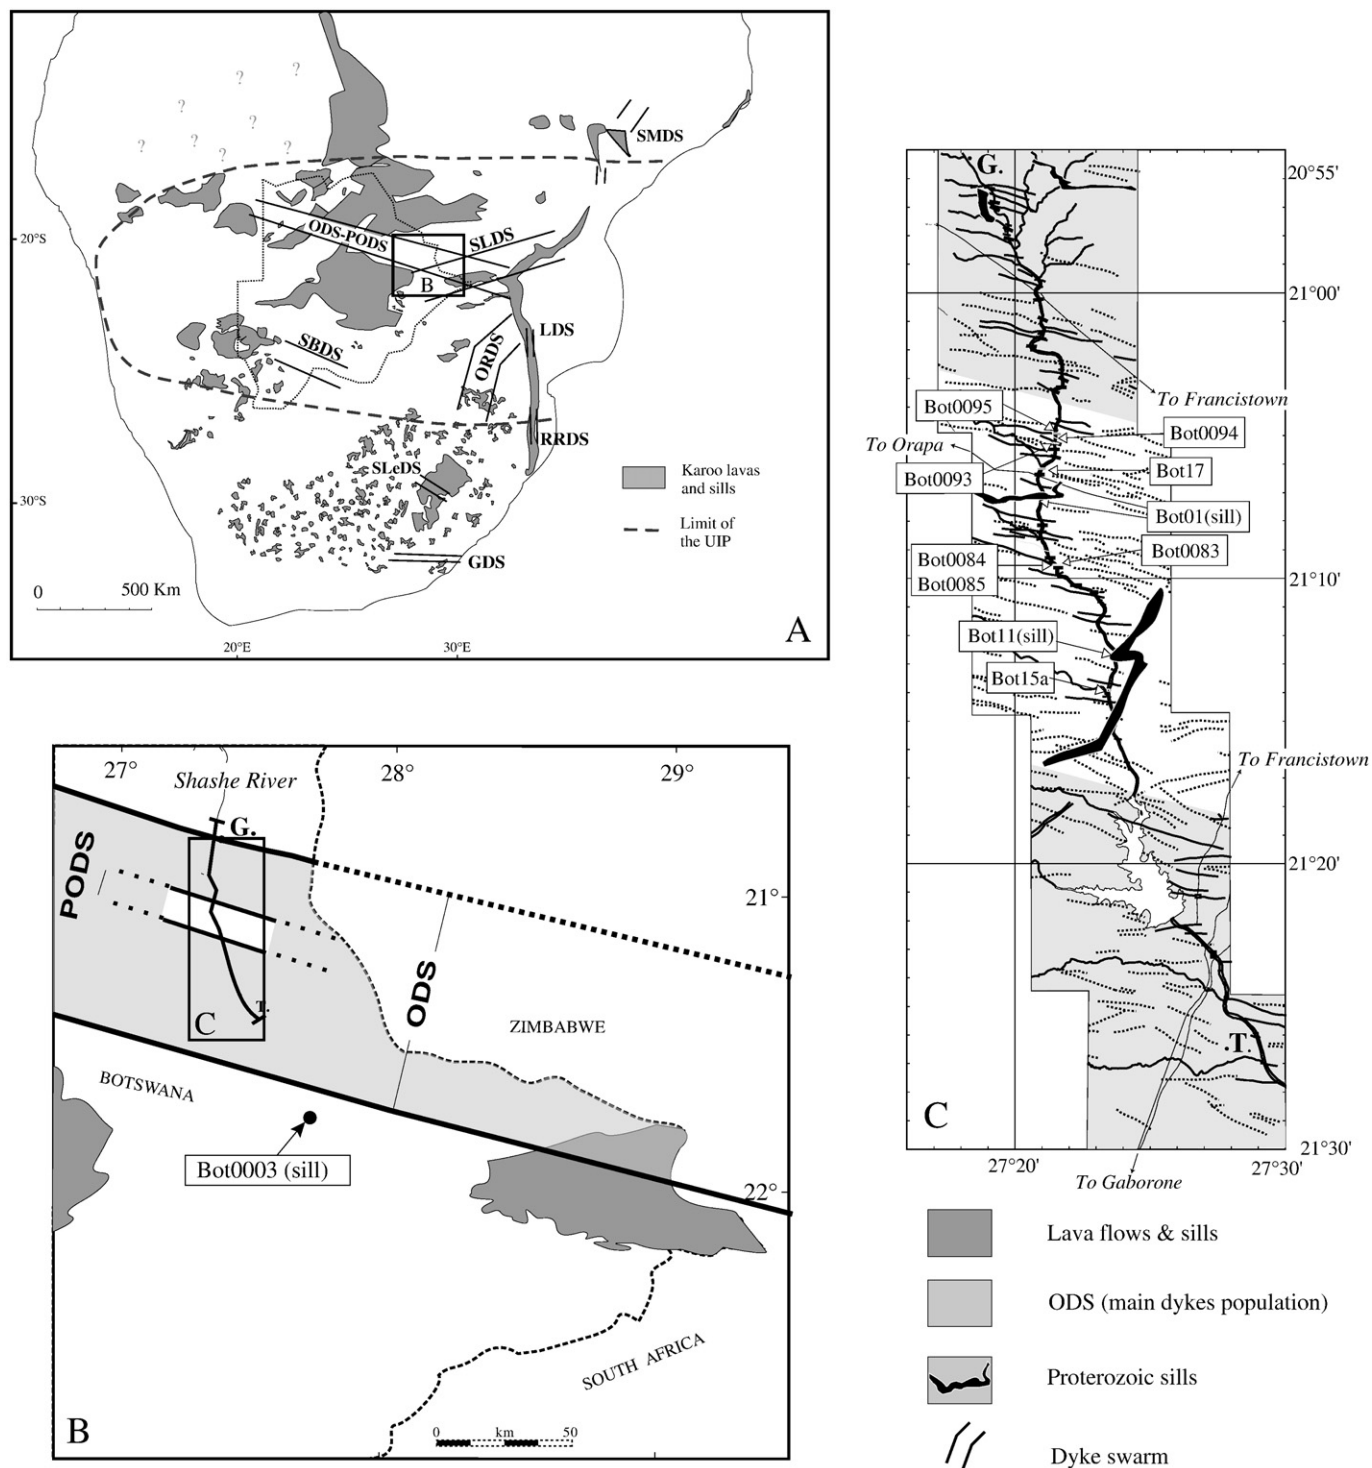 ?
?
?
?
?
?
?
?
SMDS
20°S
ODS-PODS
SLDS
B
LDS
SBDS
ORDS
RRDS
SLeDS
Karoo lavas
and sills
30°S
Limit of
the UIP
GDS
0
500 Km
A
20°E
30°E
G.
20°55'
21°00'
To Francistown
Bot0095
Bot0094
To Orapa
Bot17
Bot0093
Bot01(sill)
Bot0083
Bot0084
Bot0085
21°10'
Bot11(sill)
Bot15a
To Francistown
21°20'
.T.
C
21°30'
27°20'
27°30'
To Gaborone
27°
28°
29°
Shashe River
G.
PODS
21°
ODS
T.
C
ZIMBABWE
BOTSWANA
Bot0003 (sill)
22°
SOUTH AFRICA
0
km
50
B
Lava flows & sills
ODS (main dykes population)
Proterozoic sills
Dyke swarm